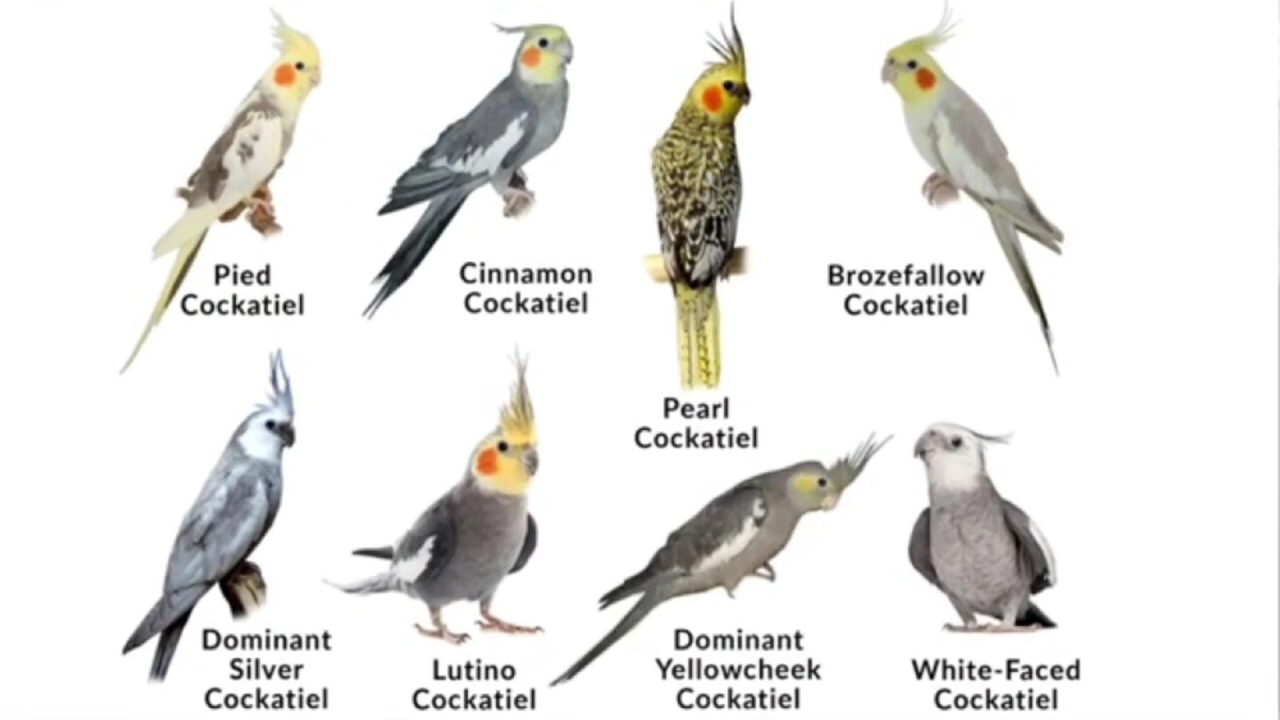 Pied
Cockatiel
Cinnamon
Cockatiel
Brozefallow
Cockatiel
Pearl
Cockatiel
Dominant
Silver
Cockatiel
Lutino
Cockatiel
Dominant
Yellowcheek
Cockatiel
White-Faced
Cockatiel